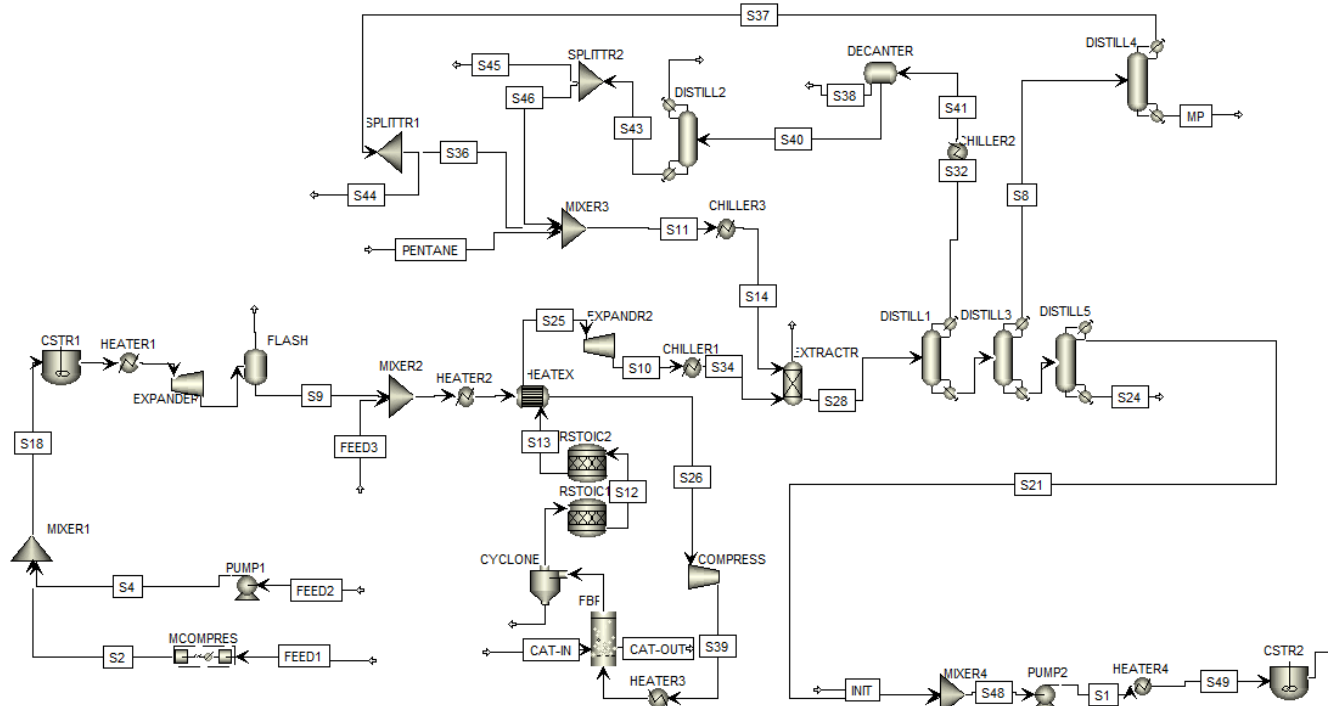 S37
DISTILL4
SPLITTR2
DECANTER
S45
DISTILL2
S38
S46
S41
MP
SPLITTR1
S43
S40
CHILLER2
S36
S32
S44
S8
MIXER3
CHILLER3
S11
PENTANE
S14
S25
EXPANDR2
DISTILL1
DISTILL3
DISTILL5
CSTR1
HEATER1
FLASH
CHILLER1
EXTRACTR
MIXER2
HEATER2
HEATEX
S10
S34
EXPANDER
S9
S28
S24
S18
FEED3
S13
RSTOIC2
S26
S12
S21
RSTOIC1
MIXER1
CYCLONE
COMPRESS
PUMP1
S4
FEED2
MCOMPRES
CAT-IN
CAT-OUT
S39
S2
FEED1
HEATER3
INIT
MIXER4
S48
PUMP2
S1
HEATER4
S49
CSTR2